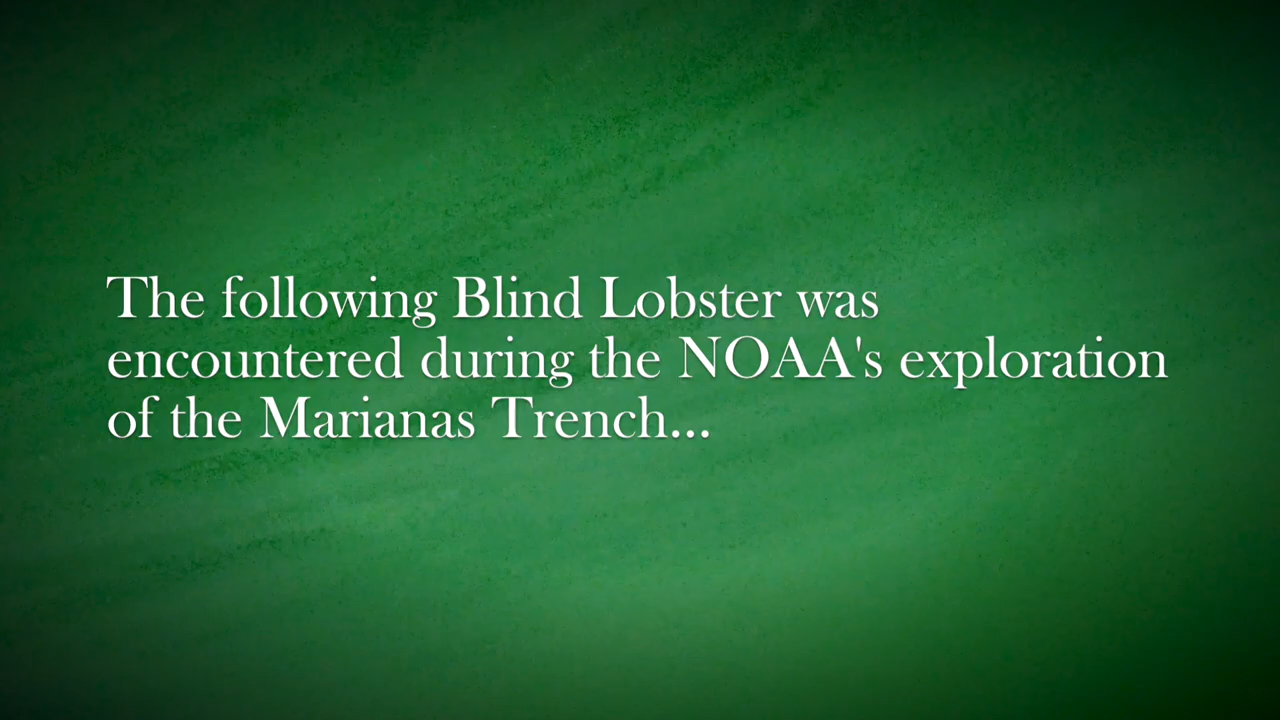 The following Blind Lobster was
encountered during the NOAA's exploration
of the Marianas Trench...